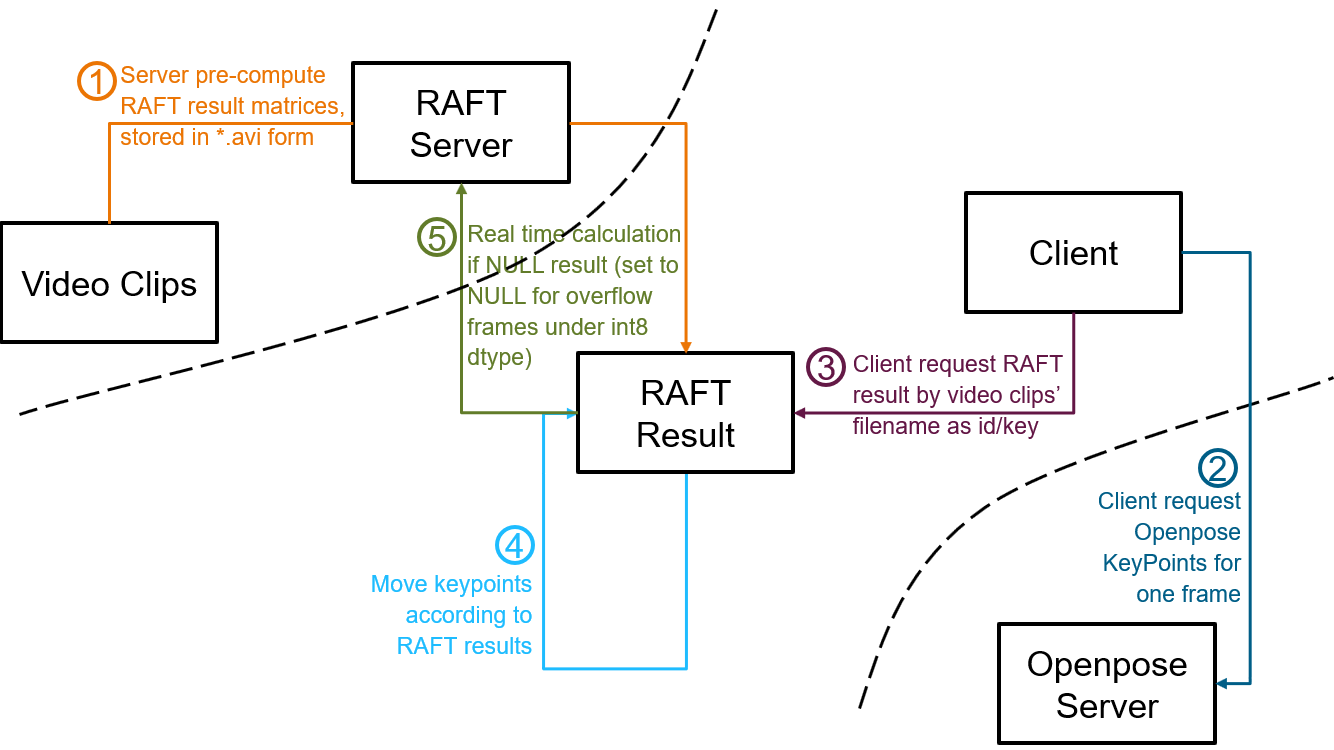 1
Server pre-compute
RAFT result matrices,
stored in *.avi form
RAFT
Server
Video Clips
5
Real time calculation
if NULL result (set to
NULL for overflow
frames under int8
dtype)
Client
RAFT
Result
3
Client request RAFT
result by video clips’
filename as id/key
2
Client request
Openpose
KeyPoints for
one frame
4
Move keypoints
according to
RAFT results
Openpose
Server